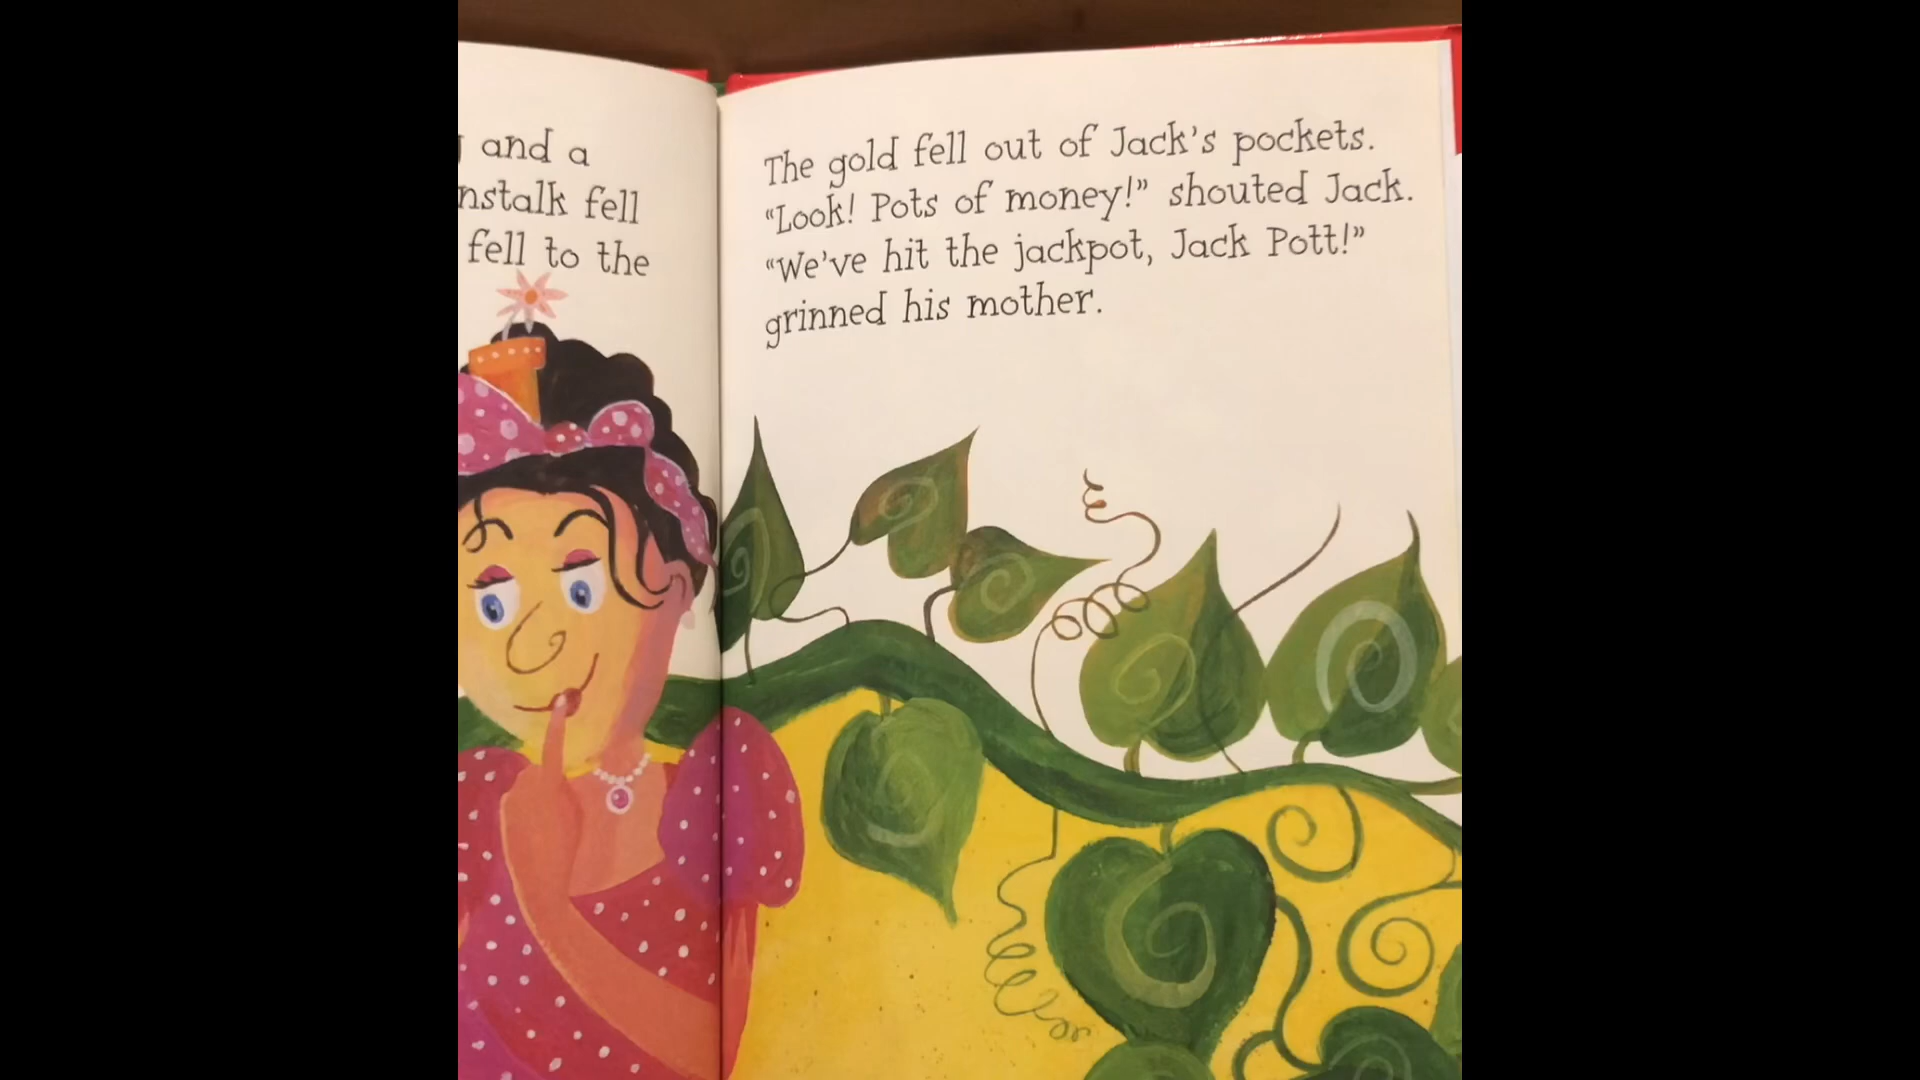 and a
nstalk fell
fell to the
The gold fell out of Jack's pockets.
“Look! Pots of money!” shouted Jack.
“We've hit the jackpot, Jack Pott!”
grinned his mother.